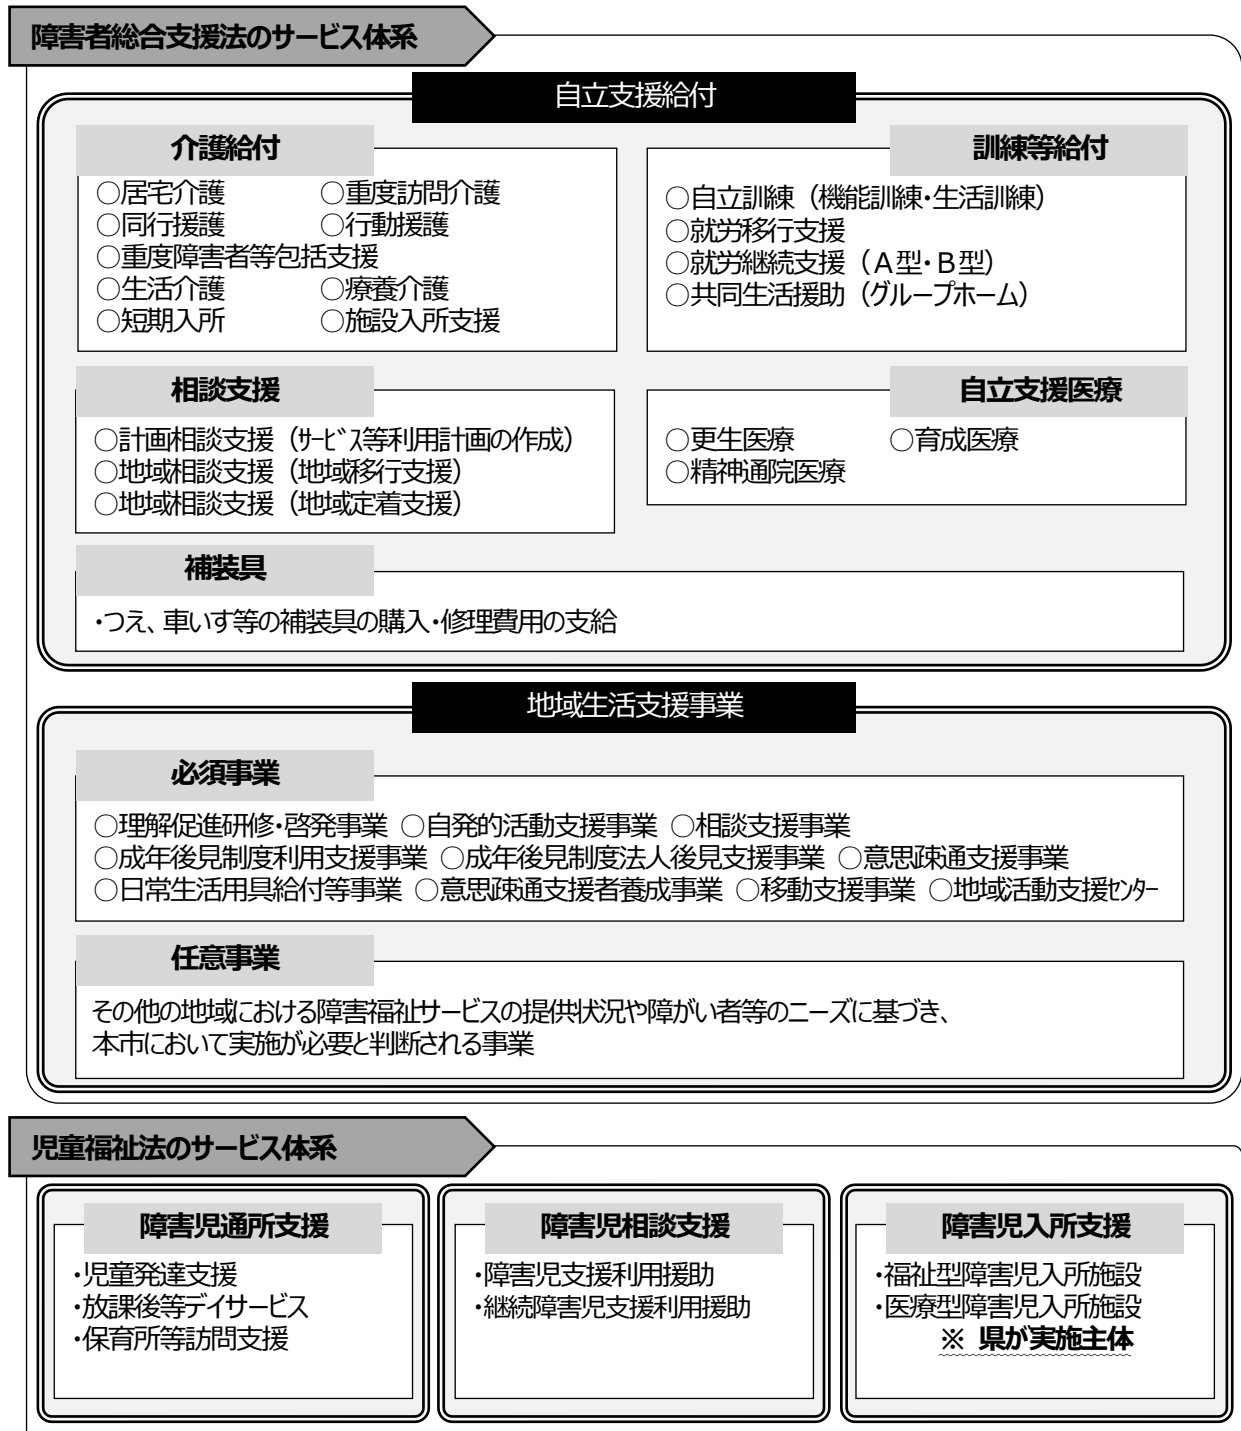 障害者総合支援法のサービス体系
自立支援給付
介護給付
○居宅介護 ○重度訪問介護
○同行援護 ○行動援護
○重度障害者等包括支援
○生活介護 ○療養介護
○短期入所 ○施設入所支援
訓練等給付
○自立訓練（機能訓練・生活訓練）
○就労移行支援
○就労継続支援（A型・B型）
○共同生活援助（グループホーム）
相談支援
○計画相談支援（ｻｰﾋﾞｽ等利用計画の作成）
○地域相談支援（地域移行支援）
○地域相談支援（地域定着支援）
自立支援医療
○更生医療 ○育成医療
○精神通院医療
補装具
・つえ、車いす等の補装具の購入・修理費用の支給
地域生活支援事業
必須事業
○理解促進研修・啓発事業 ○自発的活動支援事業 ○相談支援事業
○成年後見制度利用支援事業 ○成年後見制度法人後見支援事業 ○意思疎通支援事業
○日常生活用具給付等事業 ○意思疎通支援者養成事業 ○移動支援事業 ○地域活動支援ｾﾝﾀｰ
任意事業
その他の地域における障害福祉サービスの提供状況や障がい者等のニーズに基づき、
本市において実施が必要と判断される事業
児童福祉法のサービス体系
障害児通所支援
・児童発達支援
・放課後等デイサービス
・保育所等訪問支援
障害児相談支援
・障害児支援利用援助
・継続障害児支援利用援助
障害児入所支援
・福祉型障害児入所施設
・医療型障害児入所施設
※ 県が実施主体